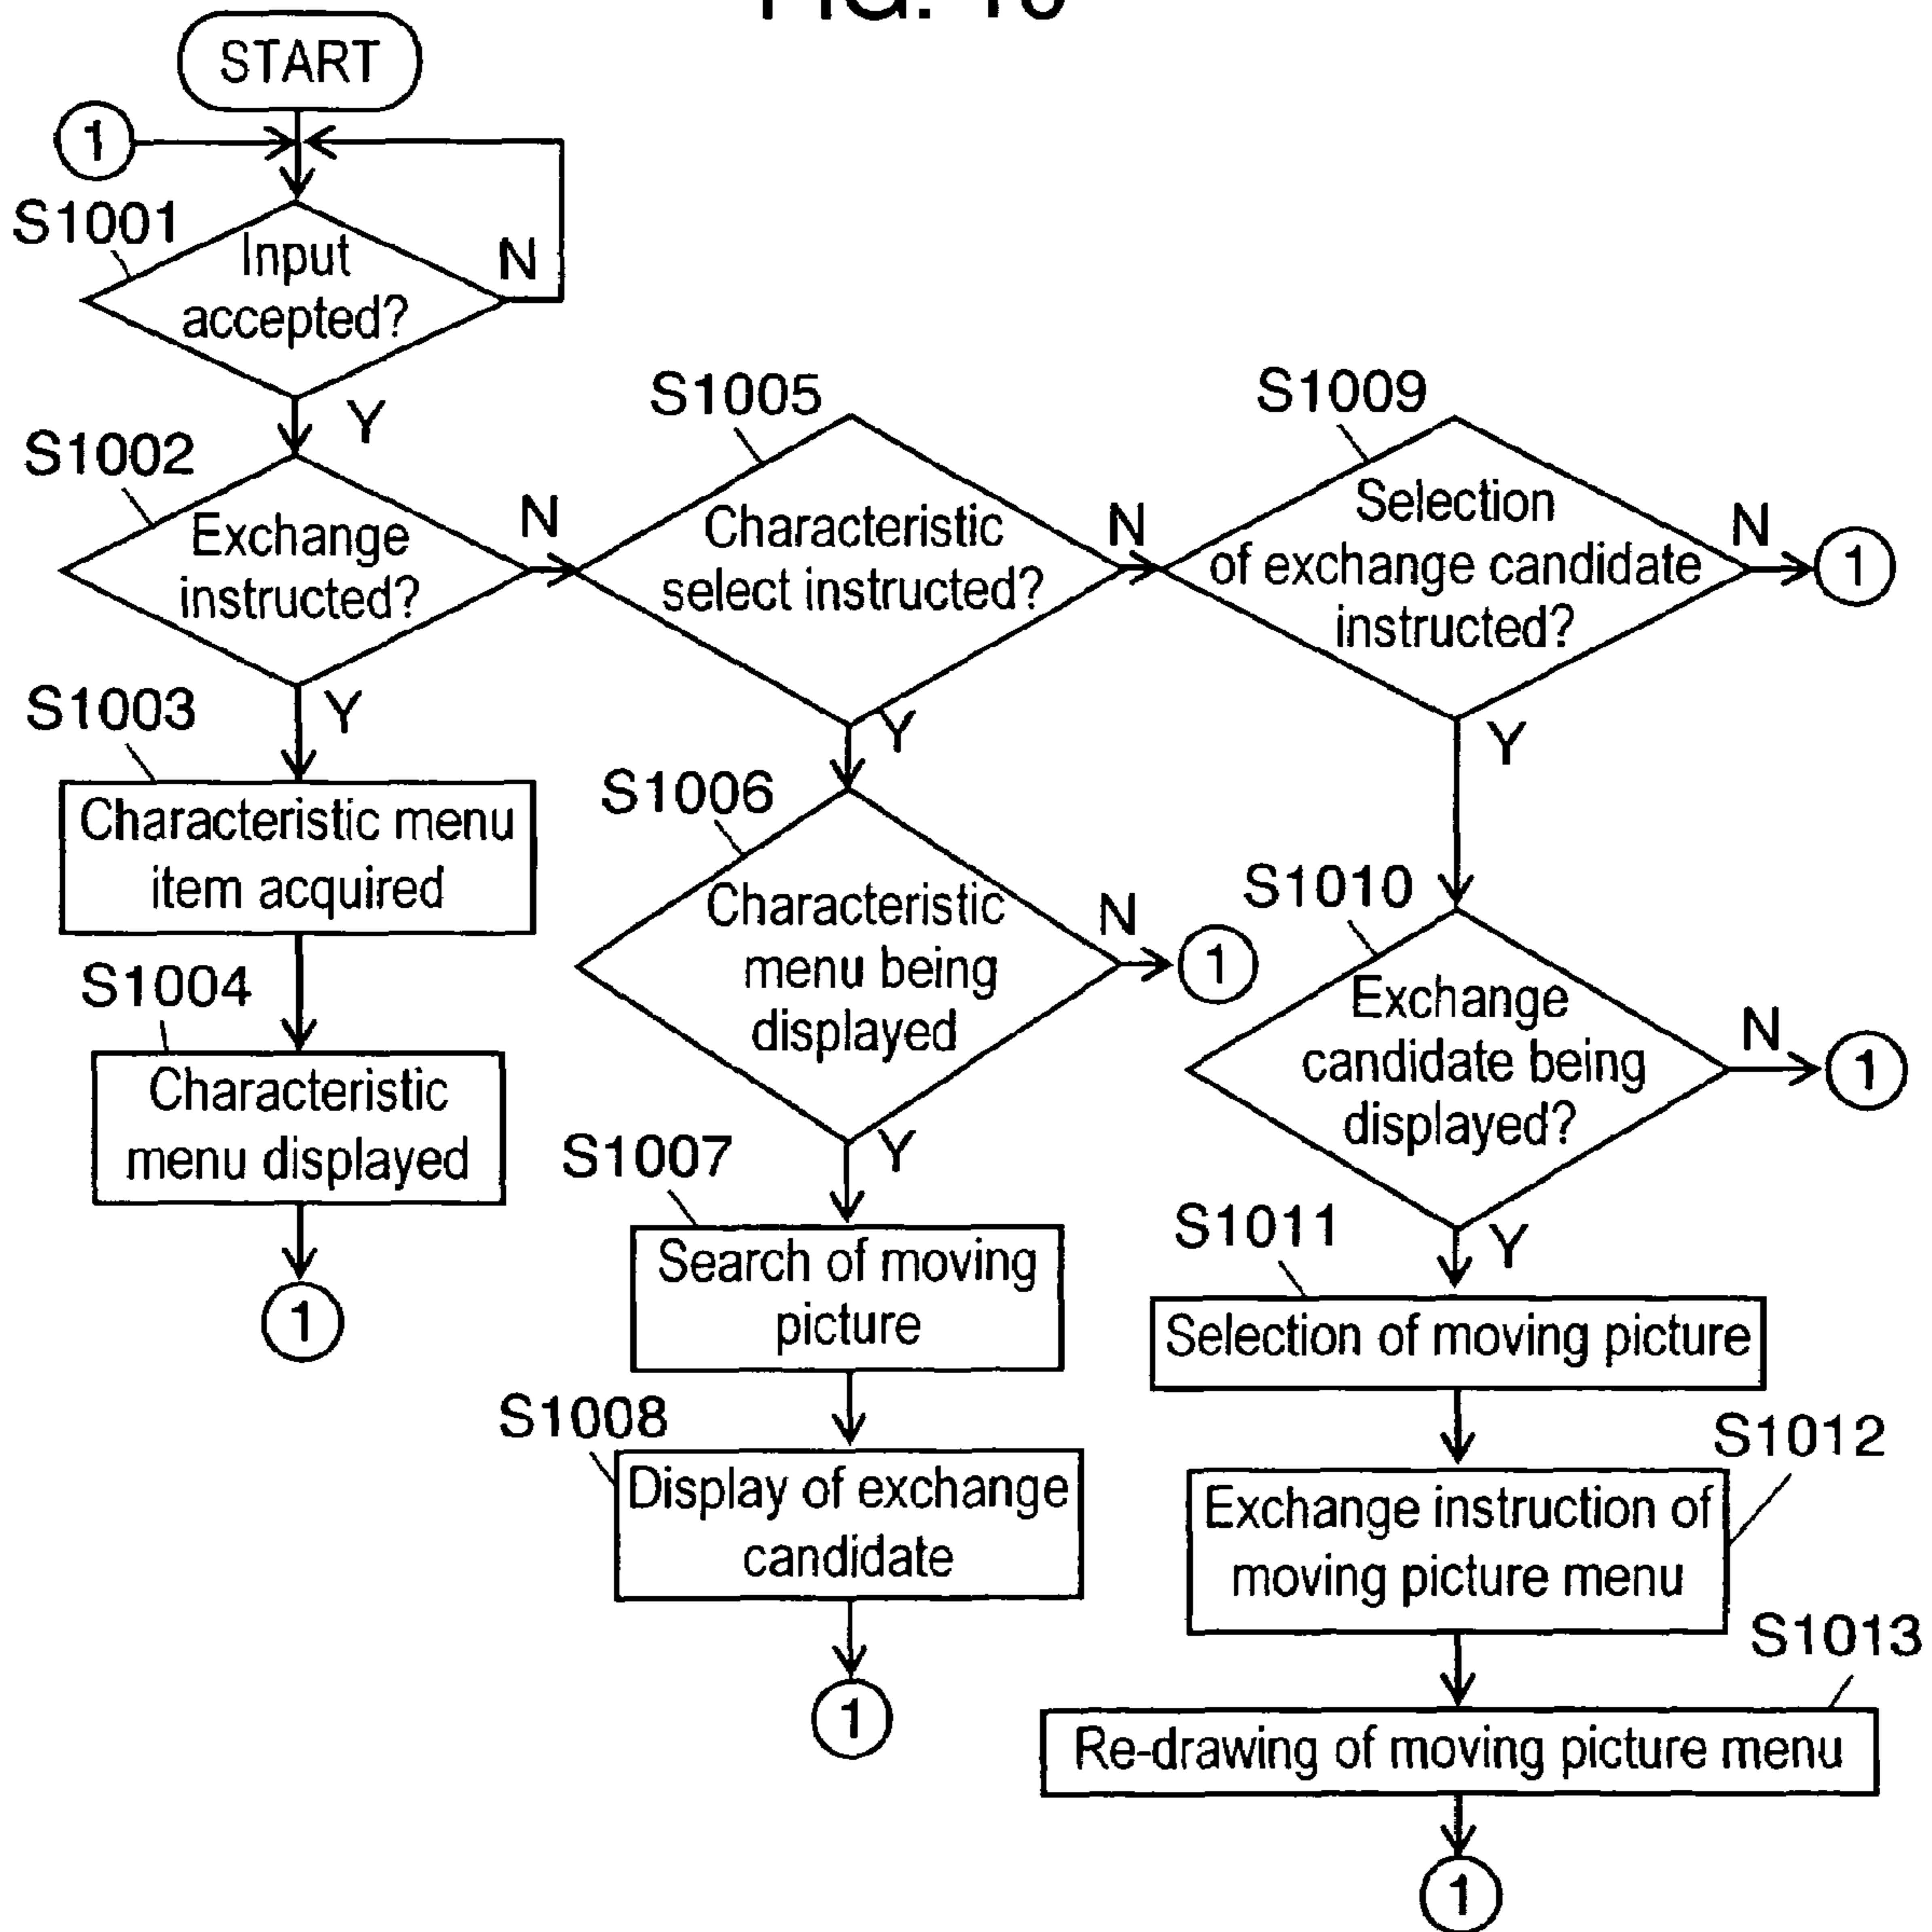 START
1
S1001
Input
accepted?
N
Y
S1002
Exchange
instructed?
N
Y
S1003
Characteristic menu
item acquired
S1004
Characteristic
menu displayed
1
S1005
Characteristic
select instructed?
N
Y
S1006
Characteristic
menu being
displayed
N
1
Y
S1007
Search of moving
picture
S1008
Display of exchange
candidate
1
S1009
Selection
of exchange candidate
instructed?
N
1
Y
S1010
Exchange
candidate being
displayed?
N
1
Y
S1011
Selection of moving picture
S1012
Exchange instruction of
moving picture menu
S1013
Re-drawing of moving picture menu
1